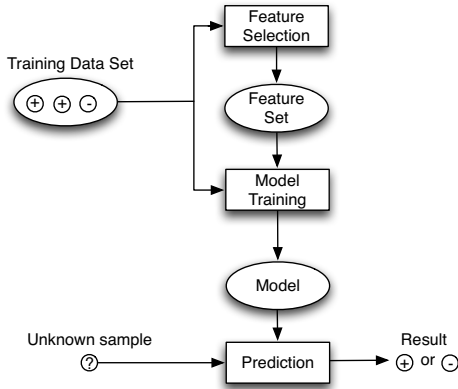 Feature
Selection
Training Data Set
+ + -
Feature
Set
Model
Training
Model
Unknown sample
?
Prediction
Result
+ or -